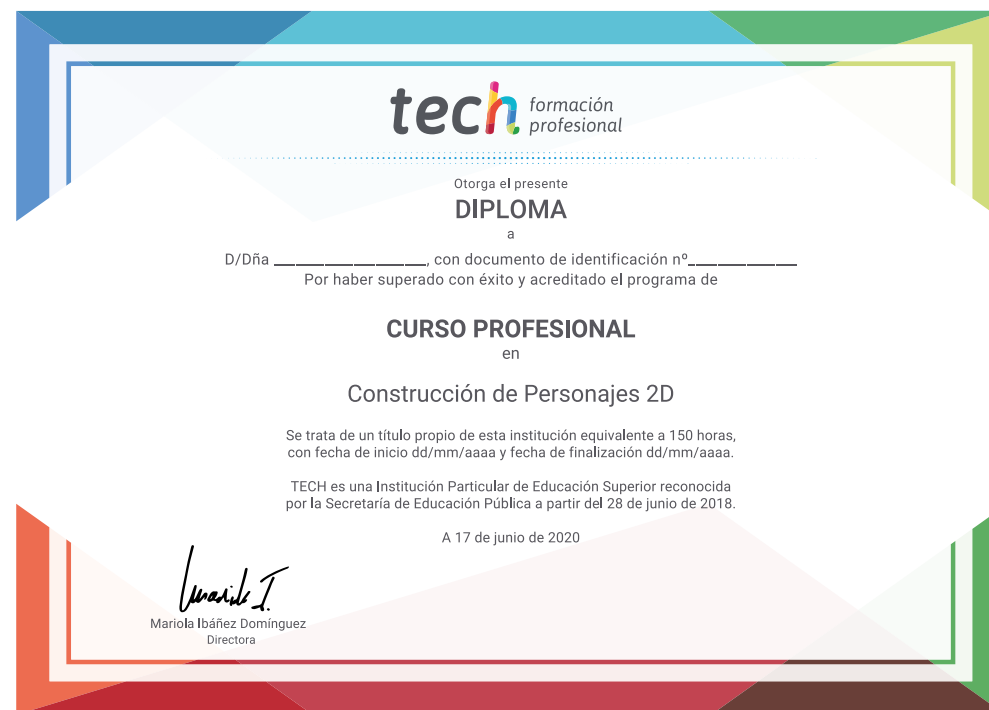 tech formación
profesional
Otorga el presente
DIPLOMA
a
D/Dña ______________, con documento de identificación nº__________
Por haber superado con éxito y acreditado el programa de
CURSO PROFESIONAL
en
Construcción de Personajes 2D
Se trata de un título propio de esta institución equivalente a 150 horas,
con fecha de inicio dd/mm/aaaa y fecha de finalización dd/mm/aaaa.
TECH es una Institución Particular de Educación Superior reconocida
por la Secretaría de Educación Pública a partir del 28 de junio de 2018.
A 17 de junio de 2020
Mariola Ibáñez Domínguez
Directora